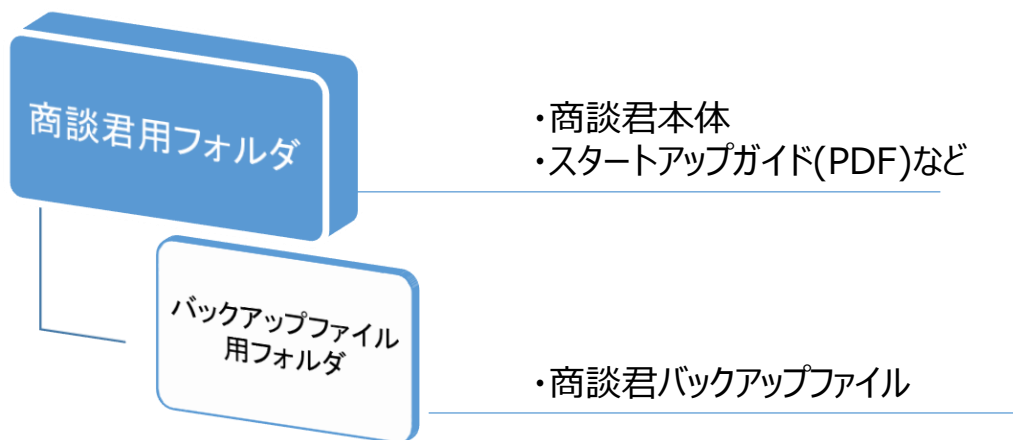 商談君用フォルダ
・商談君本体
・スタートアップガイド(PDF)など
バックアップファイル
用フォルダ
・商談君バックアップファイル